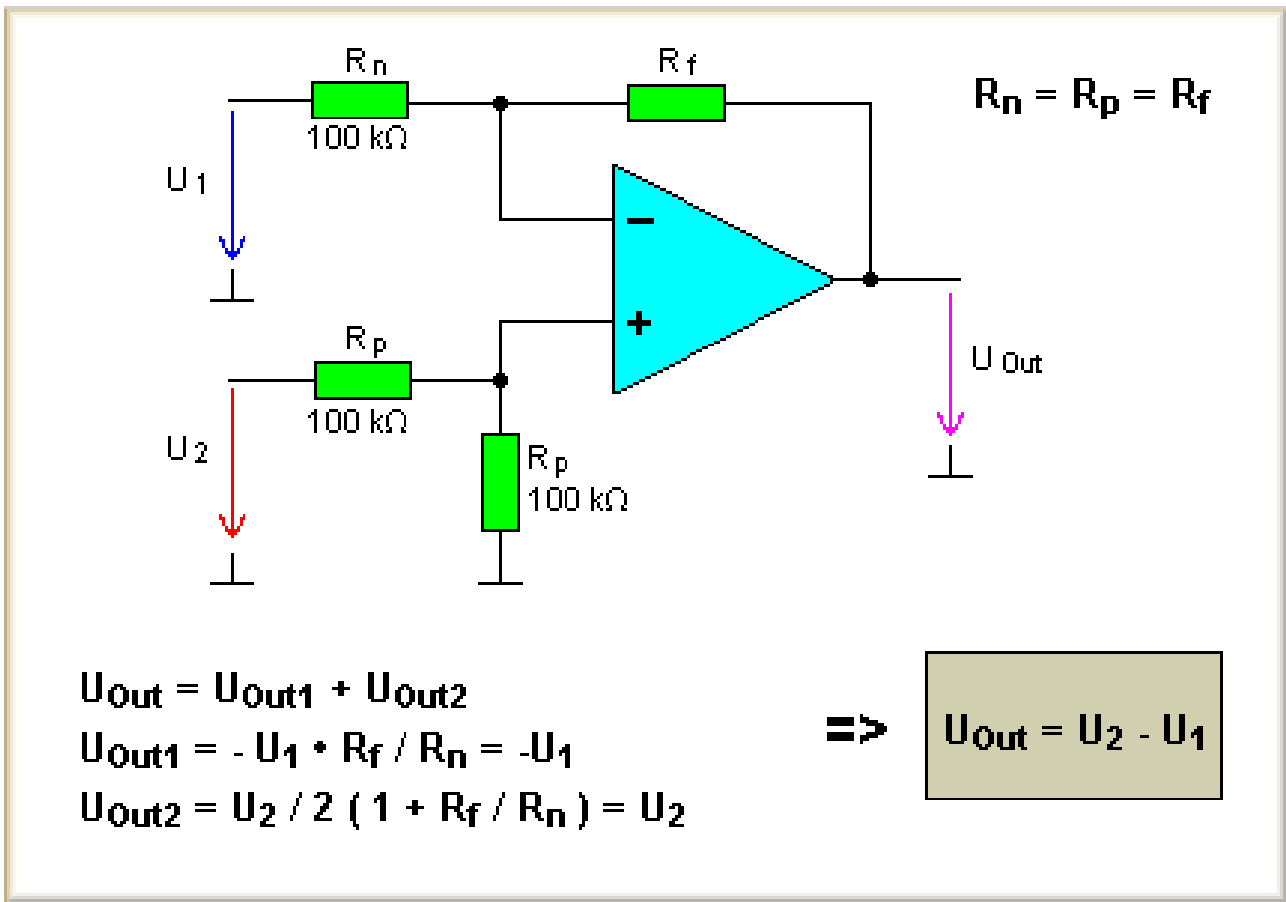 Rn
Rf
Rn = Rp = Rf
100 kΩ
U1
−
+
Rp
100 kΩ
U Out
U2
Rp
100 kΩ
UOut = UOut1 + UOut2
UOut1 = - U1 • Rf / Rn = -U1
UOut2 = U2 / 2 ( 1 + Rf / Rn ) = U2
=>
UOut = U2 - U1